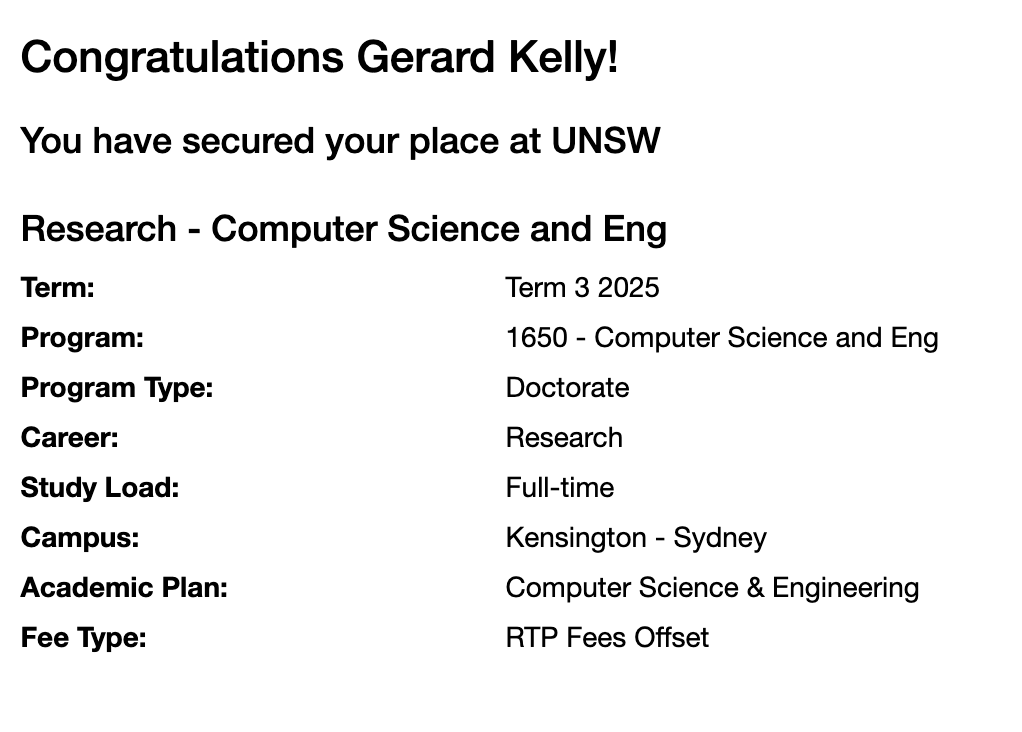 Congratulations Gerard Kelly!
You have secured your place at UNSW
Research - Computer Science and Eng
Term: Term 3 2025
Program: 1650 - Computer Science and Eng
Program Type: Doctorate
Career: Research
Study Load: Full-time
Campus: Kensington - Sydney
Academic Plan: Computer Science & Engineering
Fee Type: RTP Fees Offset